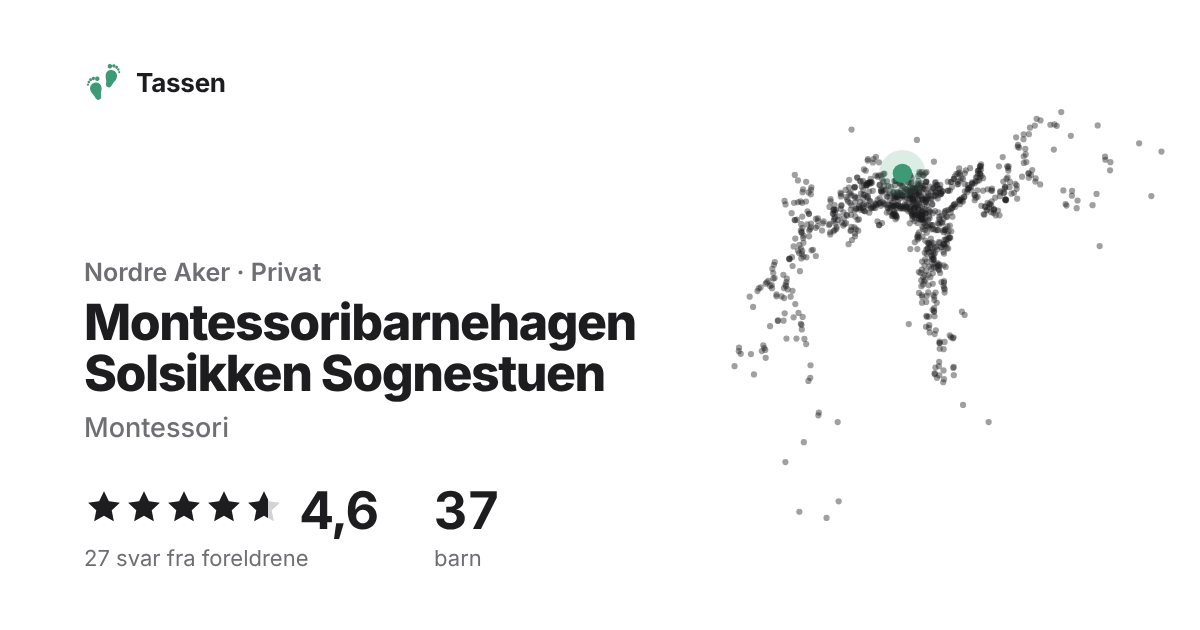 Tassen
Nordre Aker · Privat
Montessoribarnehagen
Solsikken Sognestuen
Montessori
4,6
27 svar fra foreldrene
37
barn